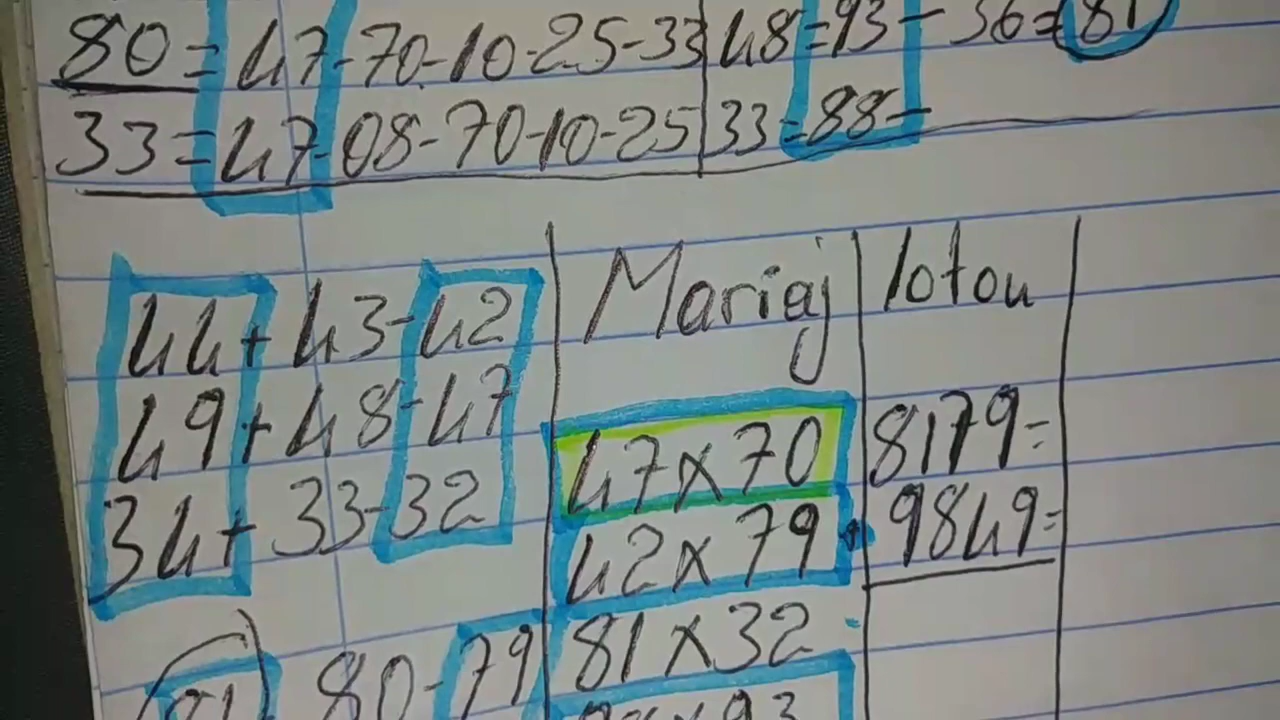 80=47-70-10-25-33 48=93-36=81
33=47-08-70-10-25 33=88-
44+43-42
49+48-47
34+33-32
80-79
Mariaj
47x70
42x79
81x32
lotou
8179=
9849=